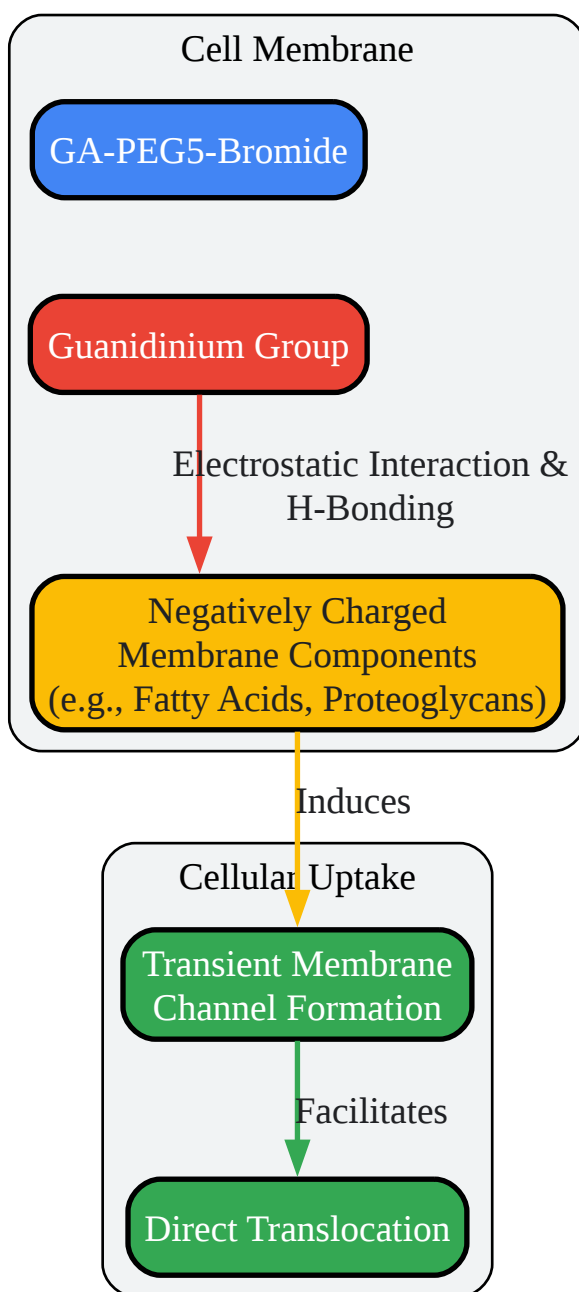 Cell Membrane
GA-PEG5-Bromide
Guanidinium Group
Electrostatic Interaction &
H-Bonding
Negatively Charged
Membrane Components
(e.g., Fatty Acids, Proteoglycans)
Induces
Cellular Uptake
Transient Membrane
Channel Formation
Facilitates
Direct Translocation